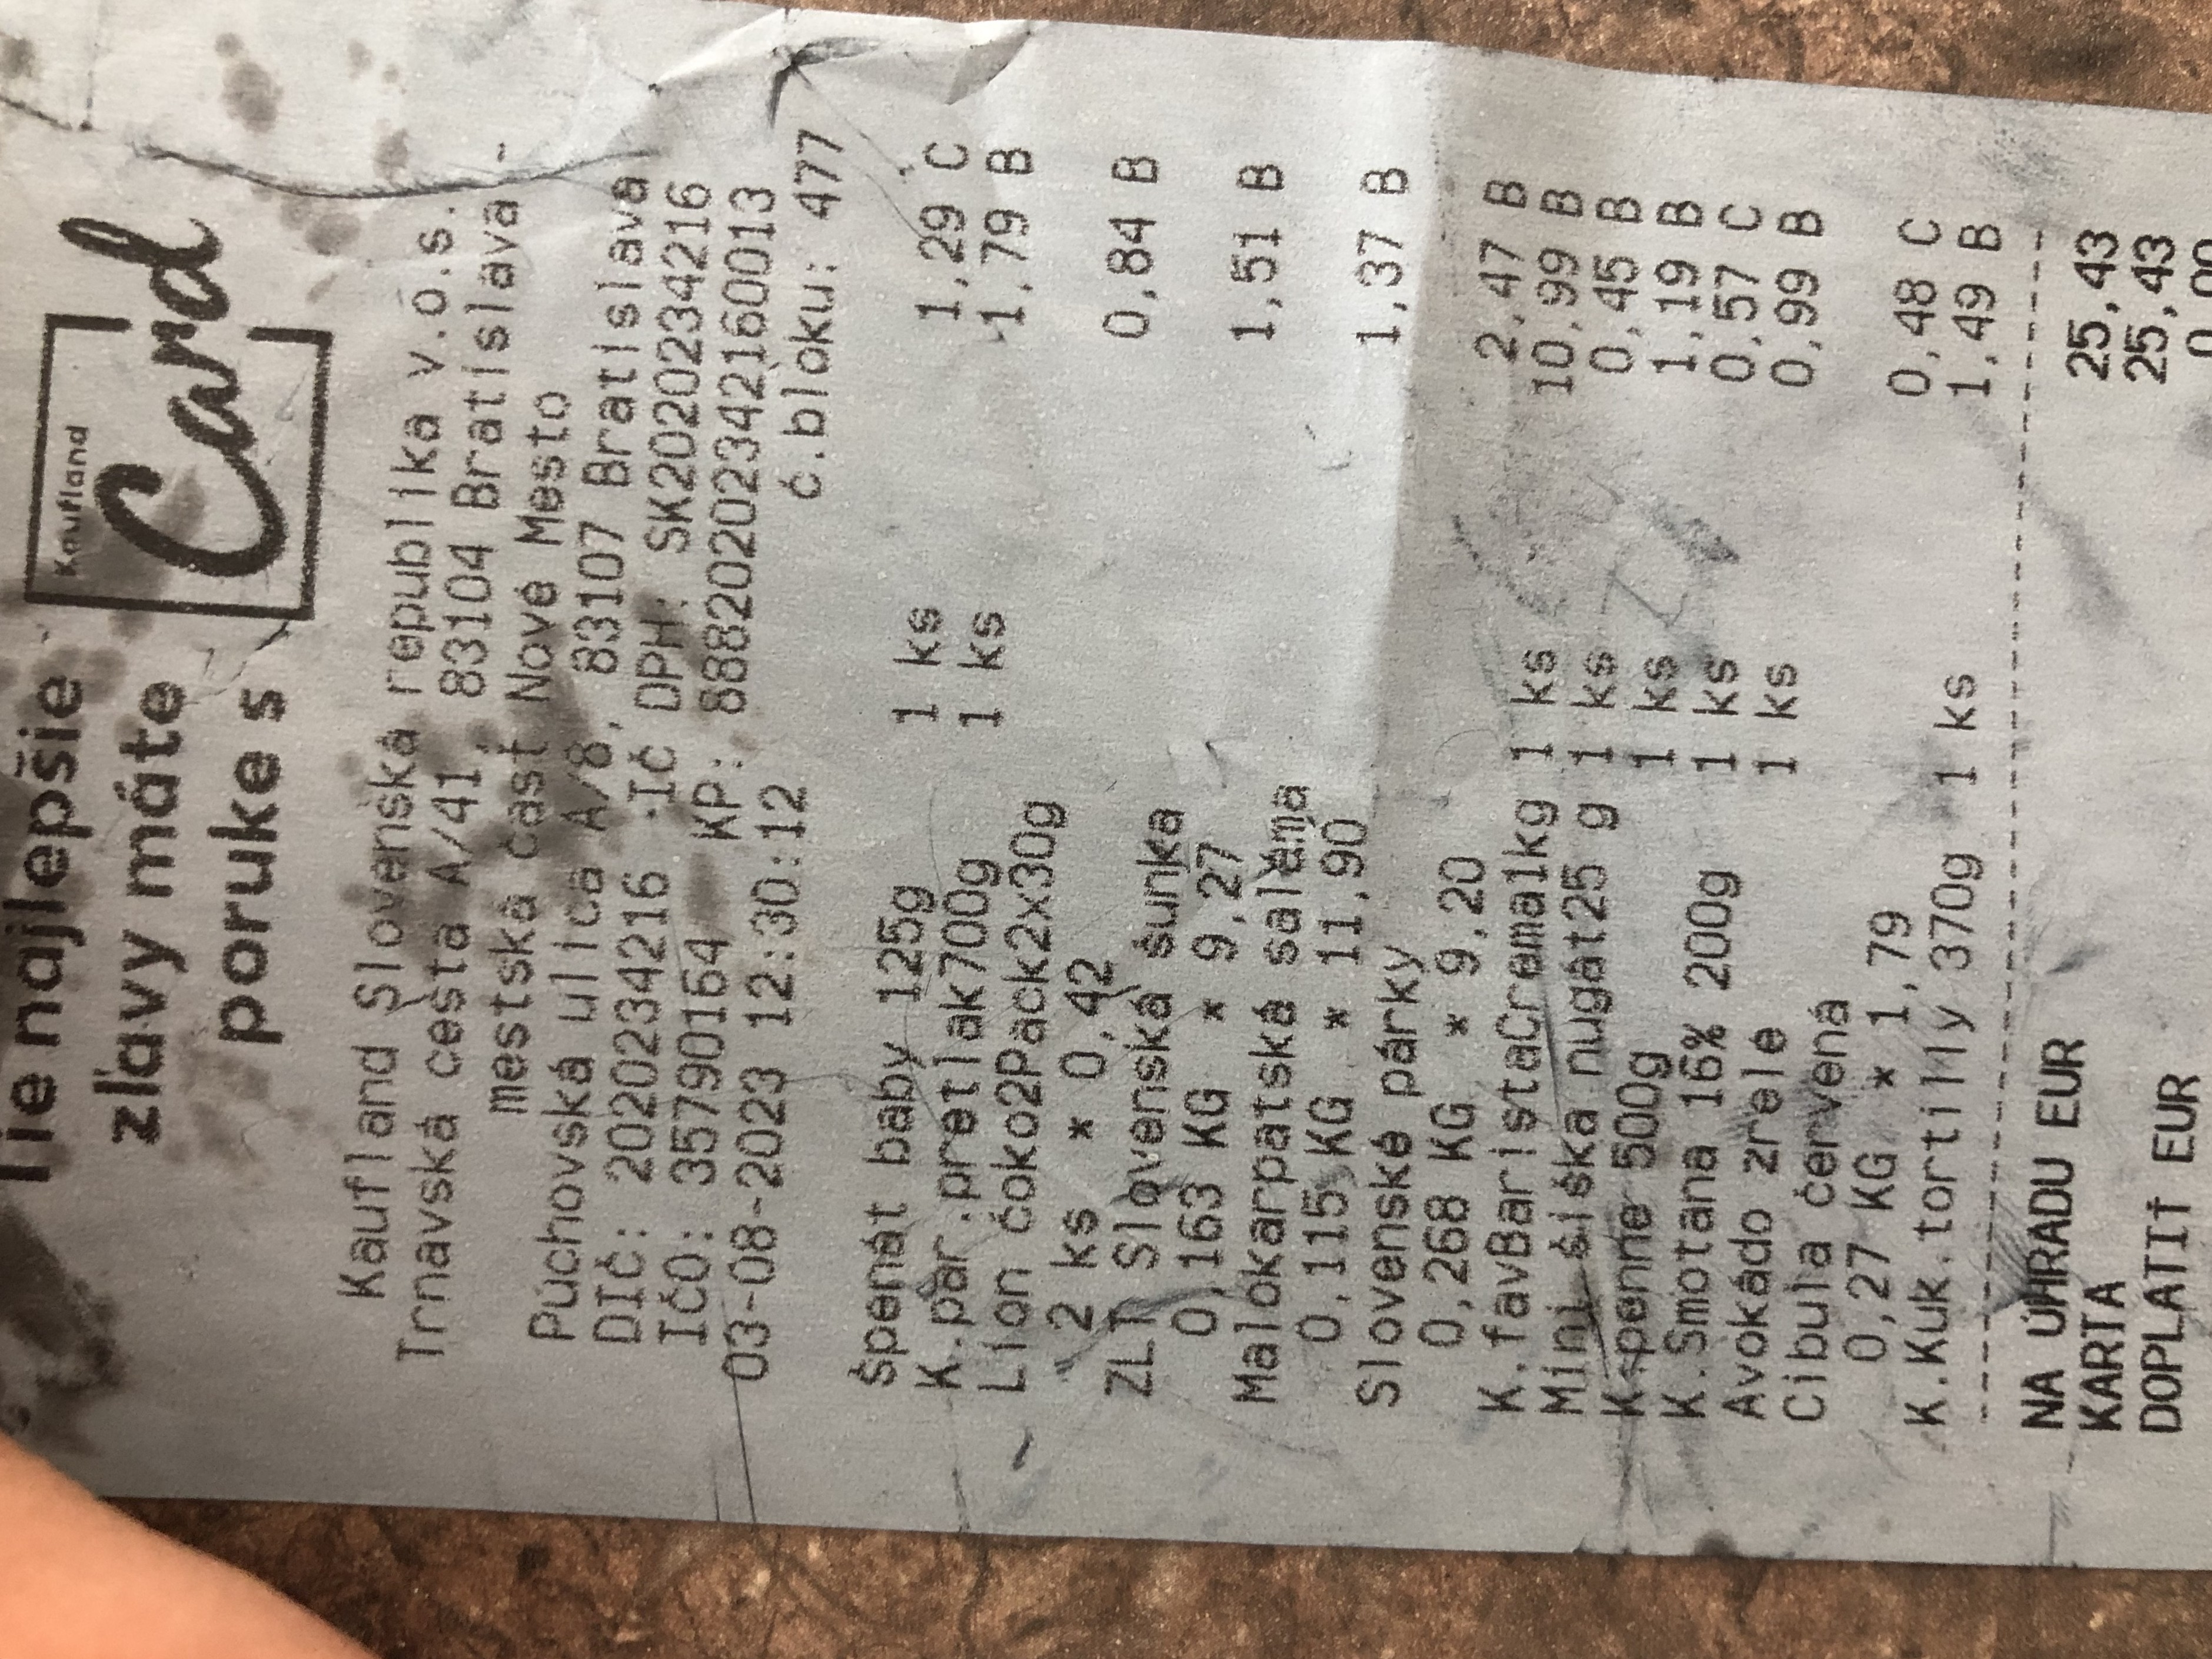 Tie najlepšie
zľavy máte
poruke s
Kaufland
Card
Kaufland Slovenská republika v.o.s.
Trnavská cesta A/41, 83104 Bratislava -
mestská časť Nové Mesto
Púchovská ulica A/8, 83107 Bratislava
DIČ: 2020234216 IČ DPH: SK2020234216
IČO: 35790164 KP: 88820202342160013
03-08-2023 12:30:12 č.bloku: 477
Špenát baby 125g 1 ks 1,29 C
K.par.pretlak700g 1 ks 1,79 B
Lion čoko2Pack2x30g
2 ks * 0,42 0,84 B
ZLT Slovenská šunka
0,163 KG * 9,27 1,51 B
Malokarpatská saláma
0,115 KG * 11,90 1,37 B
Slovenské párky
0,268 KG * 9,20 2,47 B
K.favBaristaCrema1kg 1 ks 10,99 B
Mini šiška nugát25 g 1 ks 0,45 B
K.penne 500g 1 ks 1,19 B
K.Smotana 16% 200g 1 ks 0,57 C
Avokádo zrelé 1 ks 0,99 B
Cibuľa červená
0,27 KG * 1,79 0,48 C
K.Kuk.tortilly 370g 1 ks 1,49 B
NA ÚHRADU EUR 25,43
KARTA 25,43
DOPLATIť EUR 0,00